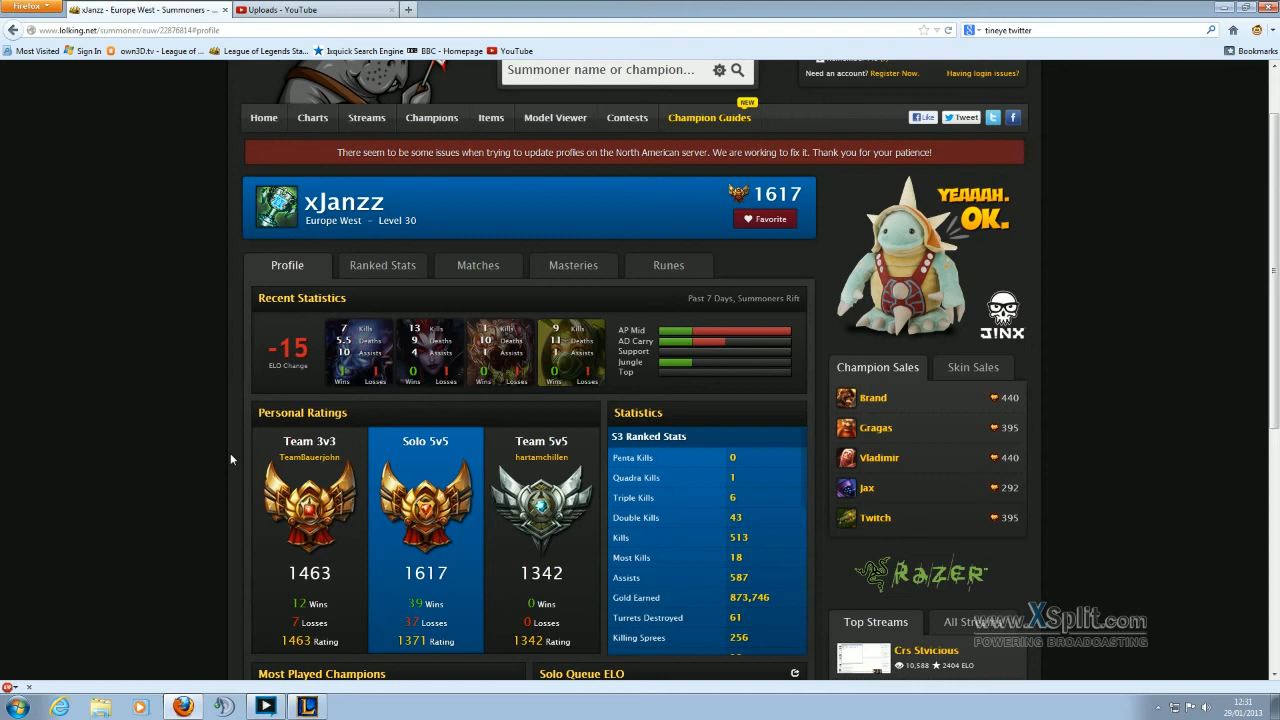 Firefox
xJanzz - Europe West - Summoners - ...
Uploads - YouTube
www.lolking.net/summoner/euw/22876814#profile
tineye twitter
Most Visited
Sign In
own3D.tv - League of ...
League of Legends Sta...
Ixquick Search Engine
BBC - Homepage
YouTube
Bookmarks
Summoner name or champion...
Need an account? Register Now.
Having login issues?
NEW
Home
Charts
Streams
Champions
Items
Model Viewer
Contests
Champion Guides
Like
Tweet
There seem to be some issues when trying to update profiles on the North American server. We are working to fix it. Thank you for your patience!
xJanzz
Europe West - Level 30
1617
Favorite
YEAAAH.
OK.
JINX
Profile
Ranked Stats
Matches
Masteries
Runes
Recent Statistics
Past 7 Days, Summoners Rift
-15
ELO Change
7 Kills
5.5 Deaths
10 Assists
1 1
Wins Losses
13 Kills
9 Deaths
4 Assists
0 1
Wins Losses
1 Kills
10 Deaths
1 Assists
0 1
Wins Losses
9 Kills
11 Deaths
1 Assists
0 1
Wins Losses
AP Mid
AD Carry
Support
Jungle
Top
Champion Sales
Skin Sales
Brand 440
Gragas 395
Vladimir 440
Jax 292
Twitch 395
Personal Ratings
Team 3v3
TeamBauerjohn
1463
12 Wins
7 Losses
1463 Rating
Solo 5v5
1617
39 Wins
37 Losses
1371 Rating
Team 5v5
hartamchillen
1342
0 Wins
0 Losses
1342 Rating
Statistics
S3 Ranked Stats
Penta Kills 0
Quadra Kills 1
Triple Kills 6
Double Kills 43
Kills 513
Most Kills 18
Assists 587
Gold Earned 873,746
Turrets Destroyed 61
Killing Sprees 256
RAZER
www.XSplit.com
POWERING BROADCASTING
Top Streams
All
Crs Stvicious
10,588 2404 ELO
Most Played Champions
Solo Queue ELO
12:31
29/01/2013